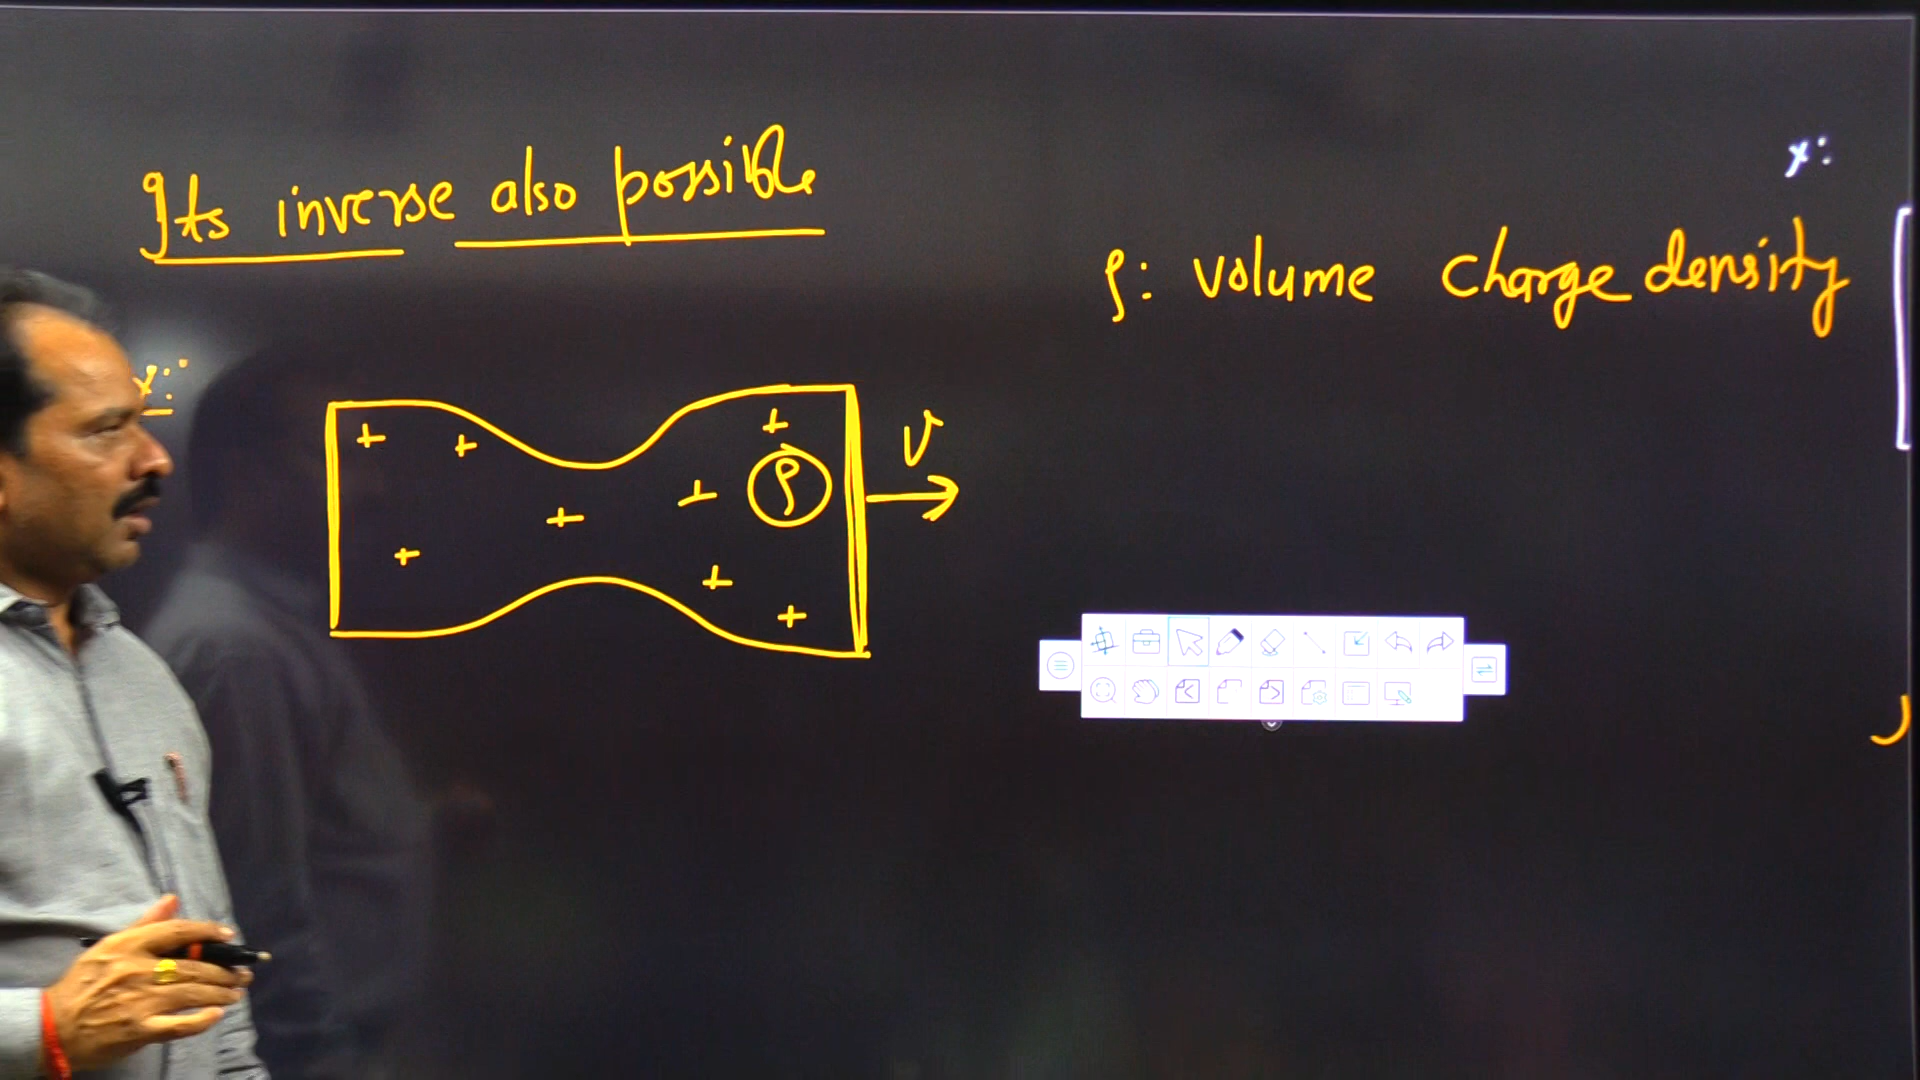 Its inverse also possible
x:
ρ: volume charge density
x:
+ + +
ρ
v
+ + + + +